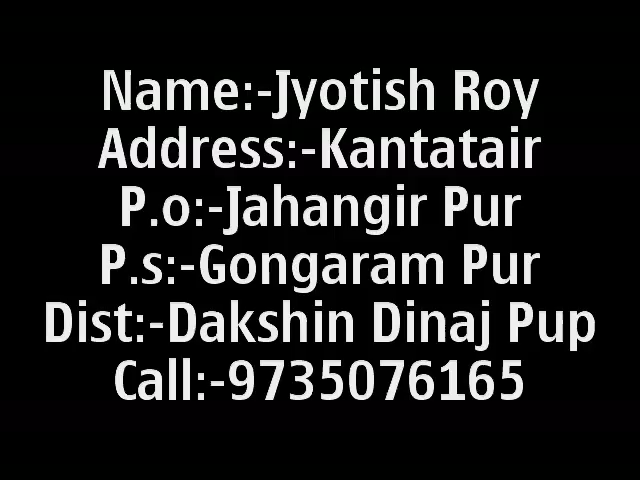 Name:-Jyotish Roy
Address:-Kantatair
P.o:-Jahangir Pur
P.s:-Gongaram Pur
Dist:-Dakshin Dinaj Pup
Call:-9735076165